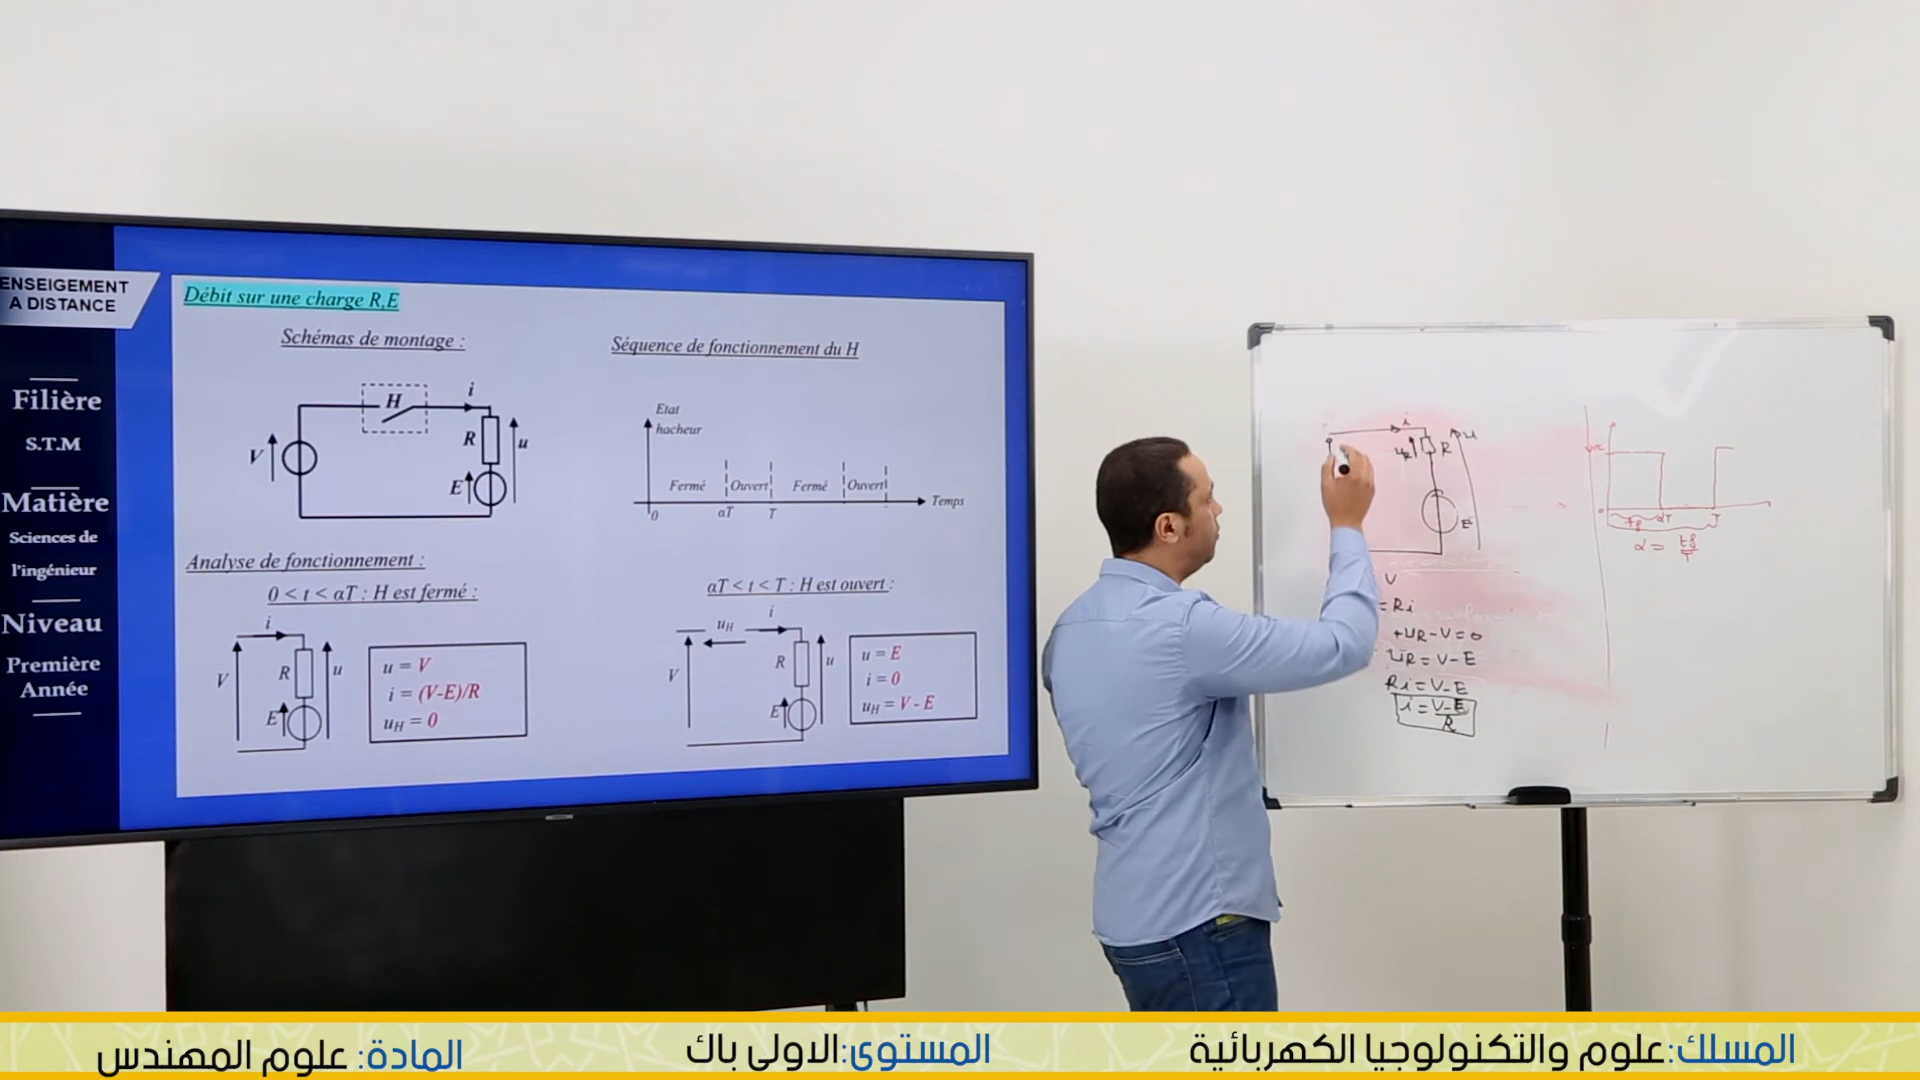 ENSEIGEMENT
A DISTANCE
Filière
S.T.M
Matière
Sciences de
l'ingénieur
Niveau
Première
Année
Débit sur une charge R,E
Schémas de montage :
V
H
i
R
E
u
Séquence de fonctionnement du H
Etat
hacheur
Fermé
Ouvert
Fermé
Ouvert
Temps
0
αT
T
Analyse de fonctionnement :
0 < t < αT : H est fermé :
i
V
R
E
u
u = V
i = (V-E)/R
uH = 0
αT < t < T : H est ouvert :
uH
i
V
R
E
u
u = E
i = 0
uH = V - E
i
uR
R
u
E
V
= Ri
+UR-V=0
UR = V-E
Ri = V-E
i = V-E
R
αT
T
α = tf
T
المسلك:علوم والتكنولوجيا الكهربائية
المستوى:الاولى باك
المادة: علوم المهندس